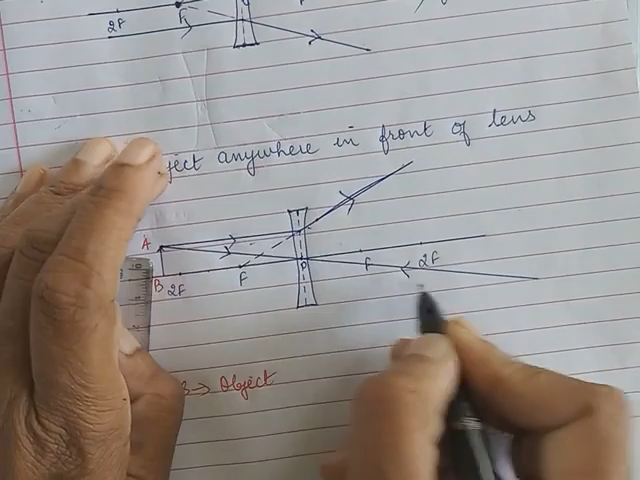 2F F
ject anywhere in front of lens
A
P F 2F
B 2F F
B → Object